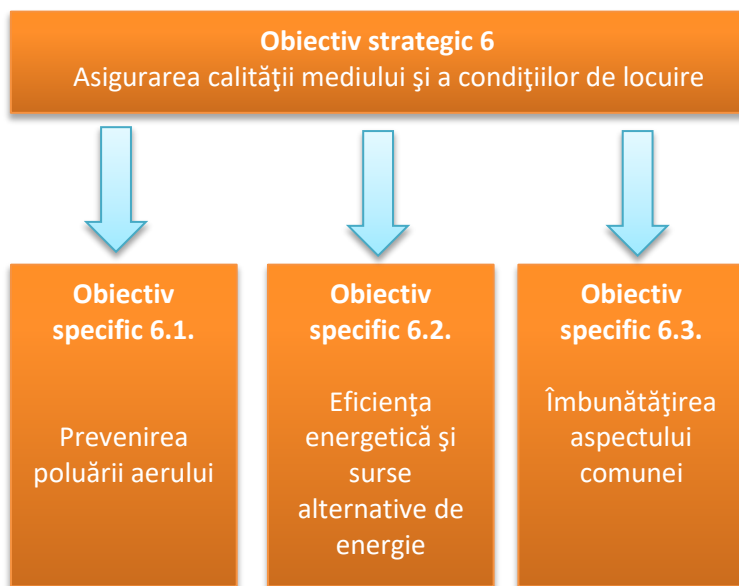 Obiectiv strategic 6
Asigurarea calităţii mediului şi a condiţiilor de locuire
Obiectiv
specific 6.1.
Prevenirea
poluării aerului
Obiectiv
specific 6.2.
Eficienţa
energetică şi
surse
alternative de
energie
Obiectiv
specific 6.3.
Îmbunătăţirea
aspectului
comunei